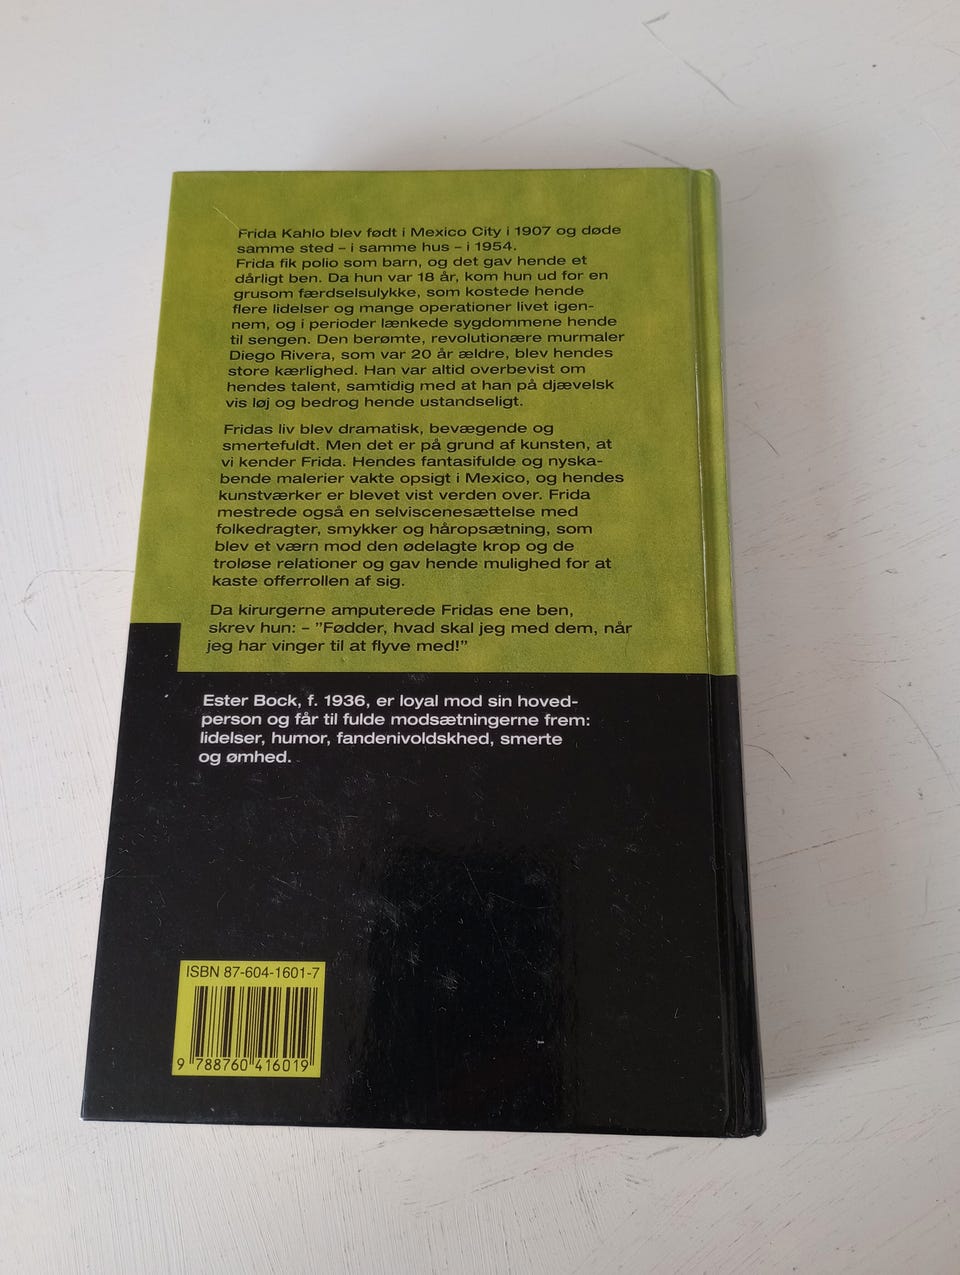 Frida Kahlo blev født i Mexico City i 1907 og døde
samme sted – i samme hus – i 1954.
Frida fik polio som barn, og det gav hende et
dårligt ben. Da hun var 18 år, kom hun ud for en
grusom færdselsulykke, som kostede hende
flere lidelser og mange operationer livet igen-
nem, og i perioder lænkede sygdommene hende
til sengen. Den berømte, revolutionære murmaler
Diego Rivera, som var 20 år ældre, blev hendes
store kærlighed. Han var altid overbevist om
hendes talent, samtidig med at han på djævelsk
vis løj og bedrog hende ustandseligt.
Fridas liv blev dramatisk, bevægende og
smertefuldt. Men det er på grund af kunsten, at
vi kender Frida. Hendes fantasifulde og nyska-
bende malerier vakte opsigt i Mexico, og hendes
kunstværker er blevet vist verden over. Frida
mestrede også en selviscenesættelse med
folkedragter, smykker og håropsætning, som
blev et værn mod den ødelagte krop og de
troløse relationer og gav hende mulighed for at
kaste offerrollen af sig.
Da kirurgerne amputerede Fridas ene ben,
skrev hun: – ”Fødder, hvad skal jeg med dem, når
jeg har vinger til at flyve med!”
Ester Bock, f. 1936, er loyal mod sin hoved-
person og får til fulde modsætningerne frem:
lidelser, humor, fandenivoldskhed, smerte
og ømhed.
ISBN 87-604-1601-7
9 788760 416019